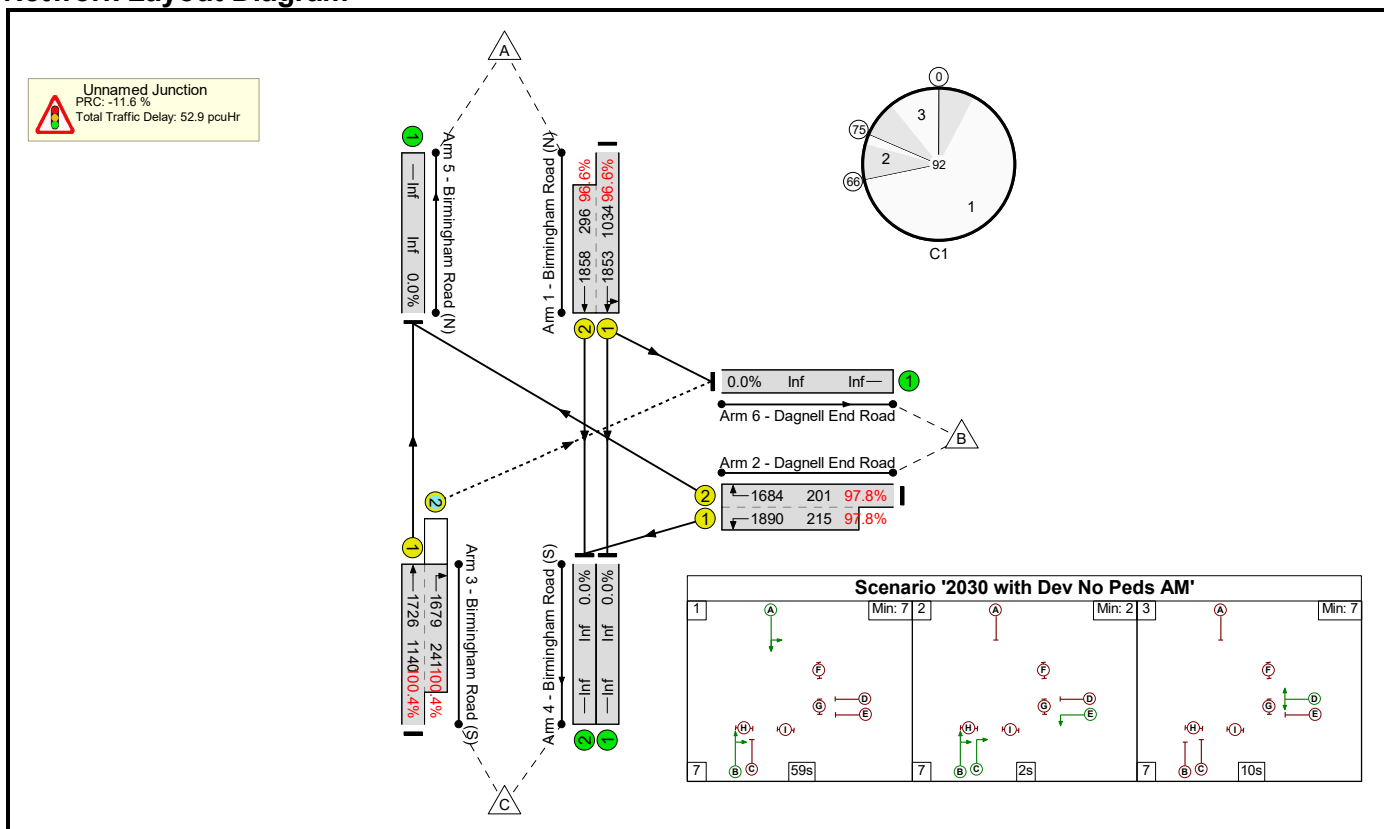 Network Layout Diagram
A
Unnamed Junction
PRC: -11.6 %
Total Traffic Delay: 52.9 pcuHr
0
3
75
2
92
66
1
C1
1
Arm 5 - Birmingham Road (N)
Inf Inf 0.0%
Arm 1 - Birmingham Road (N)
1858 296 96.6%
1853 1034 96.6%
2 1
0.0% Inf Inf
1
Arm 6 - Dagnell End Road
B
Arm 2 - Dagnell End Road
2
1684 201 97.8%
1
1890 215 97.8%
2
1
1726 1140 100.4%
1679 241 100.4%
Arm 3 - Birmingham Road (S)
Arm 4 - Birmingham Road (S)
Inf Inf 0.0%
Inf Inf 0.0%
2 1
C
Scenario '2030 with Dev No Peds AM'
1 A Min: 7
F
D
G
E
H I
B C
7 59s
2 A Min: 2
F
D
G
E
H I
B C
7 2s
3 A Min: 7
F
D
G
E
H I
B C
7 10s